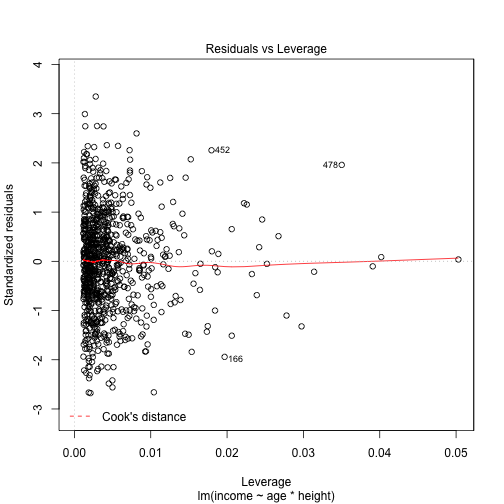 Residuals vs Leverage
4
3
2
1
0
-1
-2
-3
Standardized residuals
452
478
166
Cook's distance
0.00 0.01 0.02 0.03 0.04 0.05
Leverage
lm(income ~ age * height)